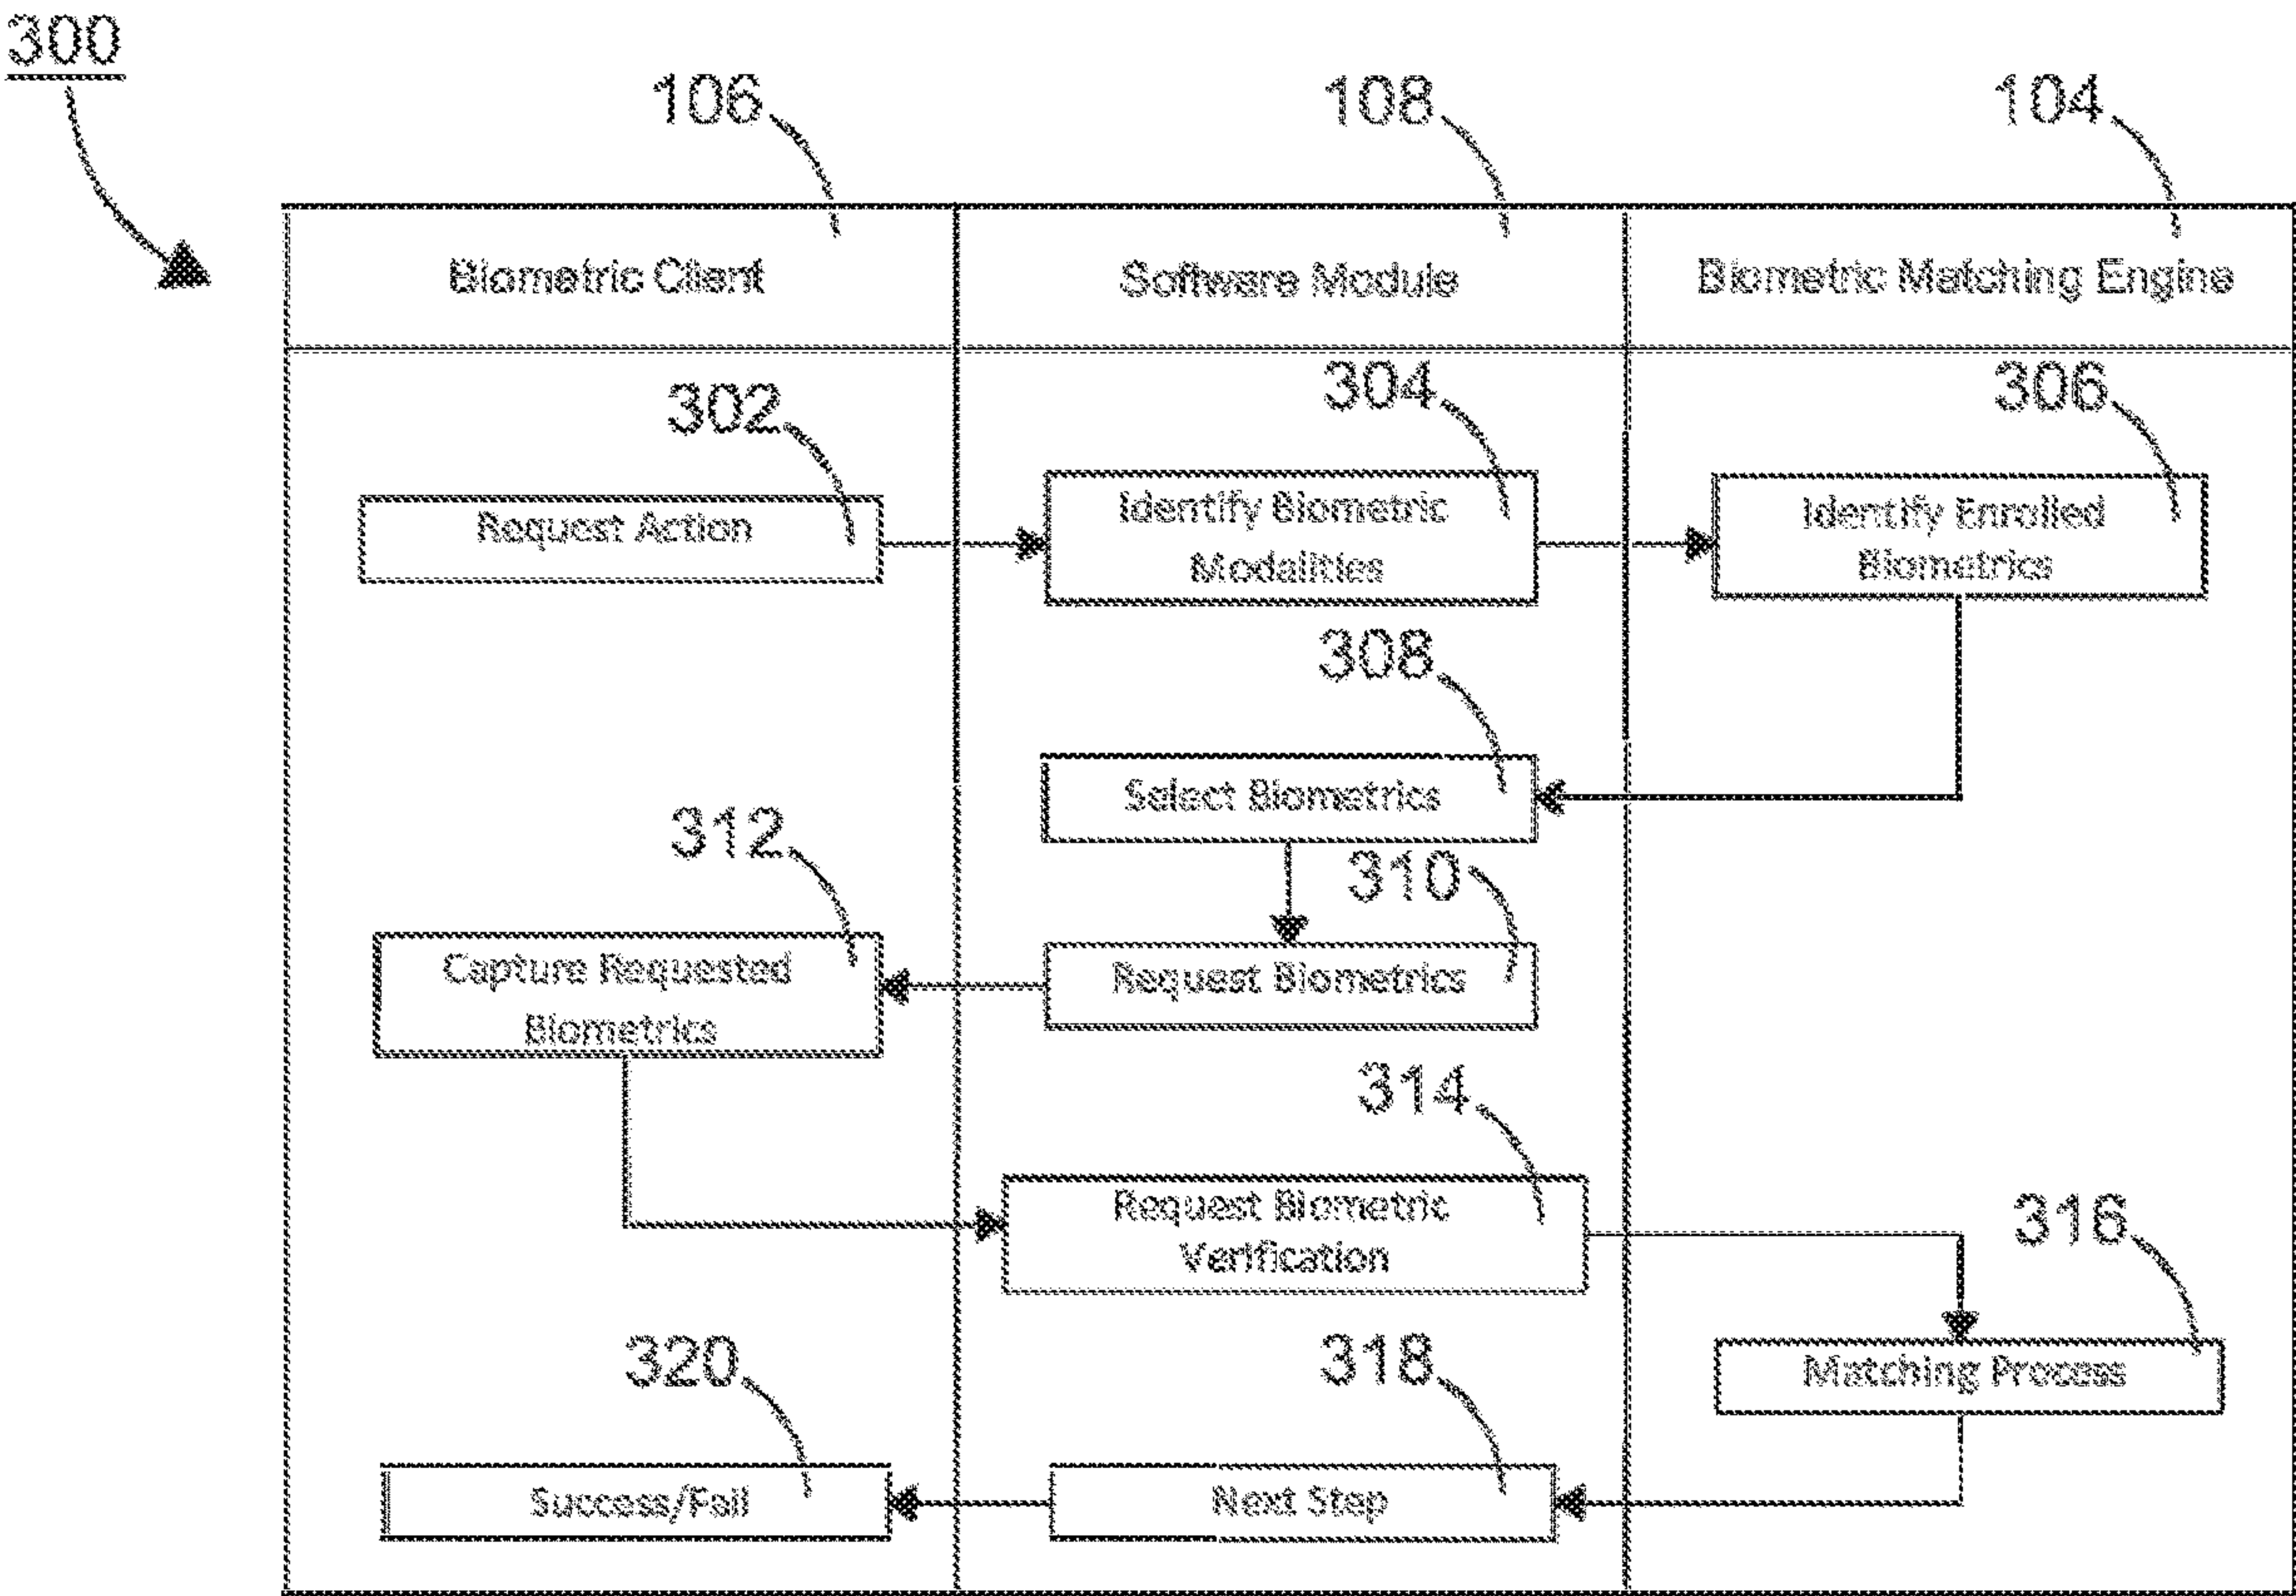 300
106
108
104
Biometric Client
Software Module
Biometric Matching Engine
302
304
306
Request Action
Identify Biometric
Modalities
Identify Enrolled
Biometrics
308
Select Biometrics
312
310
Capture Requested
Biometrics
Request Biometrics
314
Request Biometric
Verification
316
Matching Process
320
318
Success/Fail
Next Step